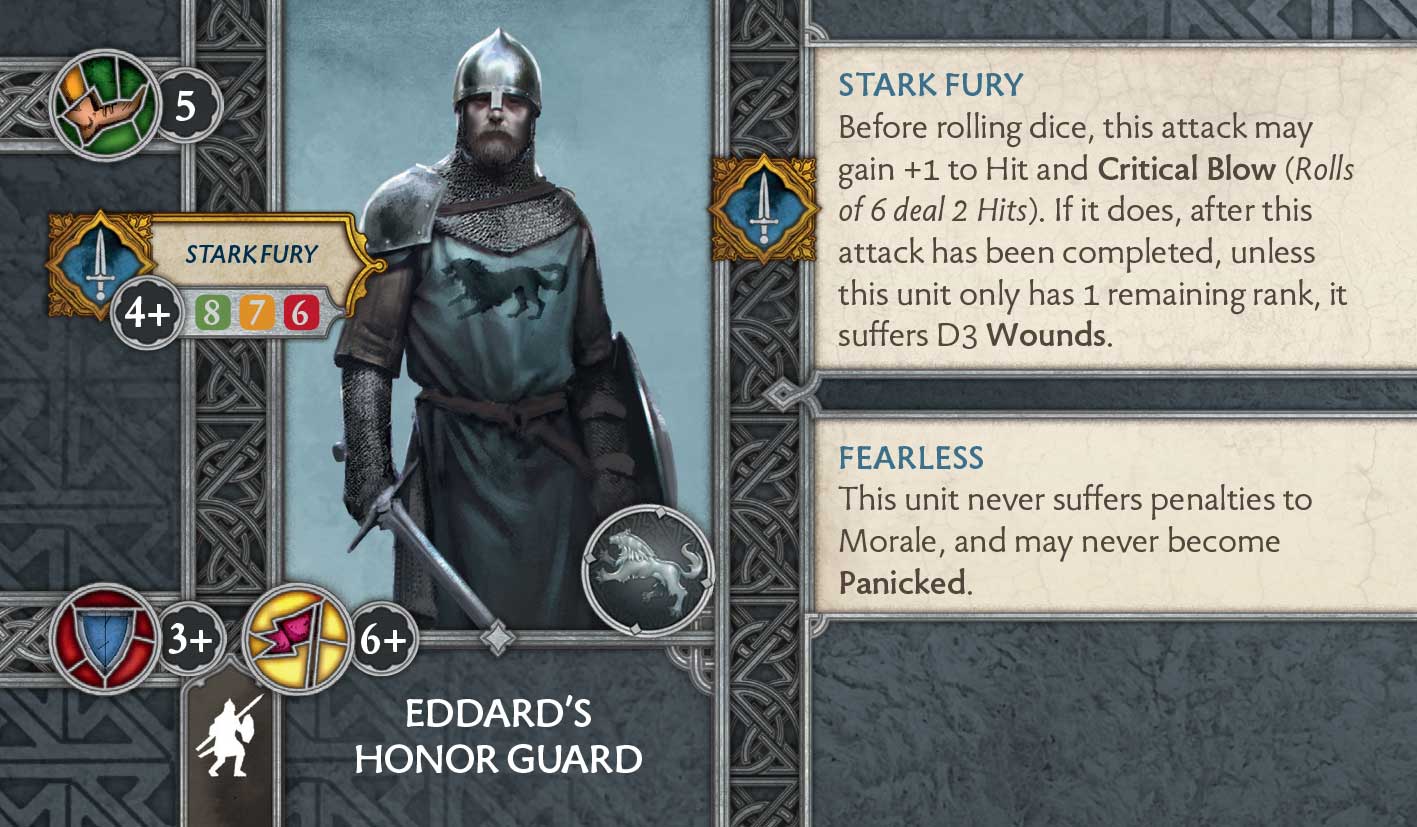 5
STARK FURY
4+
8 7 6
3+
6+
EDDARD'S
HONOR GUARD
STARK FURY
Before rolling dice, this attack may
gain +1 to Hit and Critical Blow (Rolls
of 6 deal 2 Hits). If it does, after this
attack has been completed, unless
this unit only has 1 remaining rank, it
suffers D3 Wounds.
FEARLESS
This unit never suffers penalties to
Morale, and may never become
Panicked.